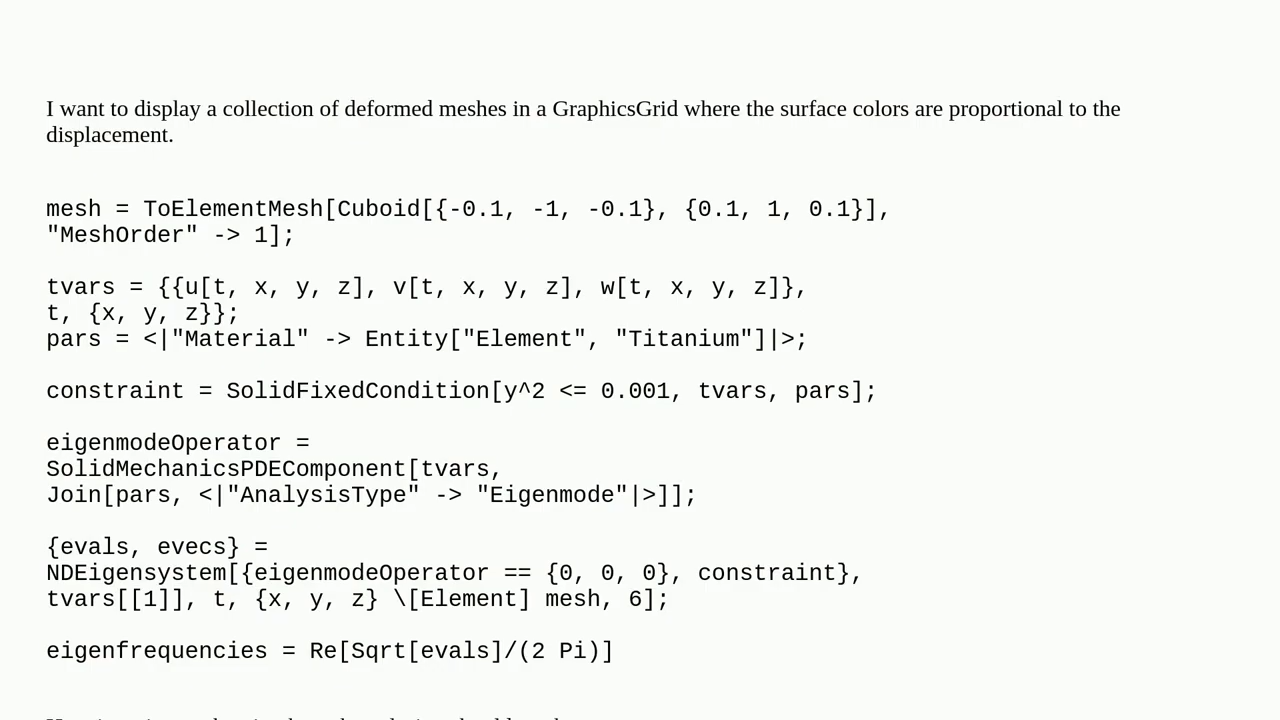 I want to display a collection of deformed meshes in a GraphicsGrid where the surface colors are proportional to the
displacement.
mesh = ToElementMesh[Cuboid[{-0.1, -1, -0.1}, {0.1, 1, 0.1}],
"MeshOrder" -> 1];
tvars = {{u[t, x, y, z], v[t, x, y, z], w[t, x, y, z]},
t, {x, y, z}};
pars = <|"Material" -> Entity["Element", "Titanium"]|>;
constraint = SolidFixedCondition[y^2 <= 0.001, tvars, pars];
eigenmodeOperator =
SolidMechanicsPDEComponent[tvars,
Join[pars, <|"AnalysisType" -> "Eigenmode"|>]];
{evals, evecs} =
NDEigensystem[{eigenmodeOperator == {0, 0, 0}, constraint},
tvars[[1]], t, {x, y, z} \[Element] mesh, 6];
eigenfrequencies = Re[Sqrt[evals]/(2 Pi)]